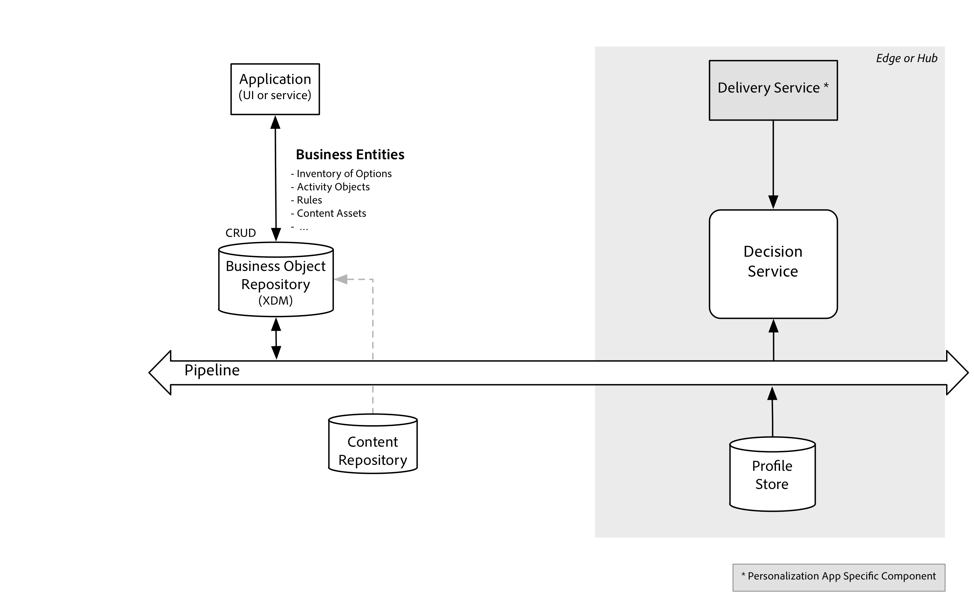 Edge or Hub
Application
(UI or service)
Delivery Service *
Business Entities
- Inventory of Options
- Activity Objects
- Rules
- Content Assets
- ...
CRUD
Business Object
Repository
(XDM)
Decision
Service
Pipeline
Content
Repository
Profile
Store
* Personalization App Specific Component